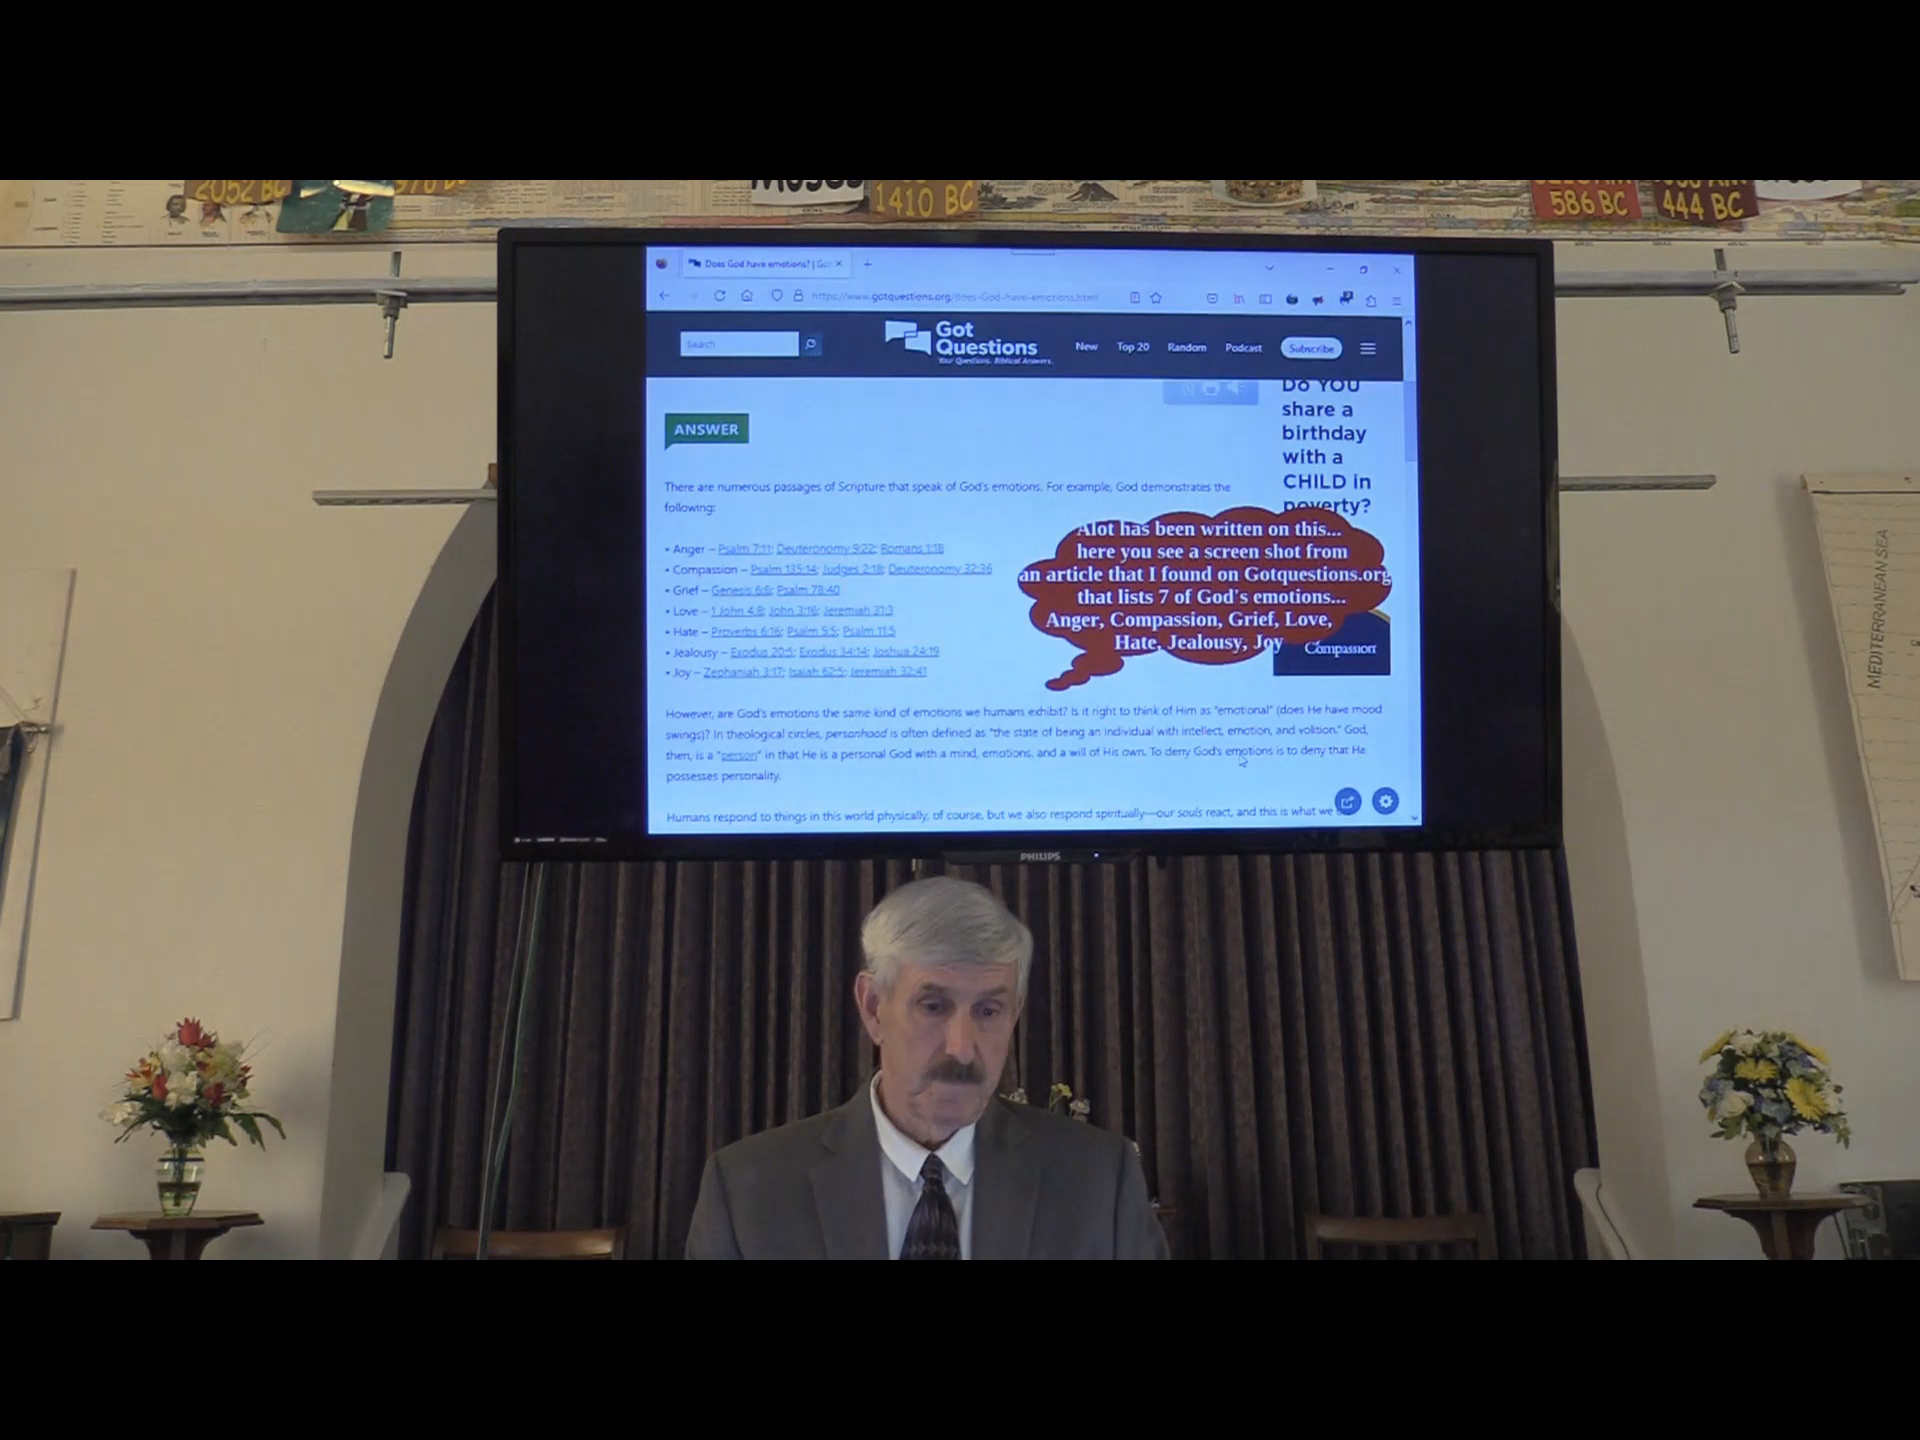 2052 BC
1410 BC
586 BC
444 BC
Does God have emotions? | Got
https://www.gotquestions.org/does-God-have-emotions.html
Search
Got
Questions
Your Questions. Biblical Answers.
New Top 20 Random Podcast Subscribe
Do YOU
share a
birthday
with a
CHILD in
poverty?
ANSWER
There are numerous passages of Scripture that speak of God's emotions. For example, God demonstrates the
following:
• Anger – Psalm 7:11; Deuteronomy 9:22; Romans 1:18
• Compassion – Psalm 135:14; Judges 2:18; Deuteronomy 32:36
• Grief – Genesis 6:6; Psalm 78:40
• Love – 1 John 4:8; John 3:16; Jeremiah 31:3
• Hate – Proverbs 6:16; Psalm 5:5; Psalm 11:5
• Jealousy – Exodus 20:5; Exodus 34:14; Joshua 24:19
• Joy – Zephaniah 3:17; Isaiah 62:5; Jeremiah 32:41
Alot has been written on this...
here you see a screen shot from
an article that I found on Gotquestions.org
that lists 7 of God's emotions...
Anger, Compassion, Grief, Love,
Hate, Jealousy, Joy
Compassion
However, are God's emotions the same kind of emotions we humans exhibit? Is it right to think of Him as "emotional" (does He have mood
swings)? In theological circles, personhood is often defined as "the state of being an individual with intellect, emotion, and volition." God,
then, is a "person" in that He is a personal God with a mind, emotions, and a will of His own. To deny God's emotions is to deny that He
possesses personality.
Humans respond to things in this world physically, of course, but we also respond spiritually—our souls react, and this is what we
PHILIPS
MEDITERRANEAN SEA